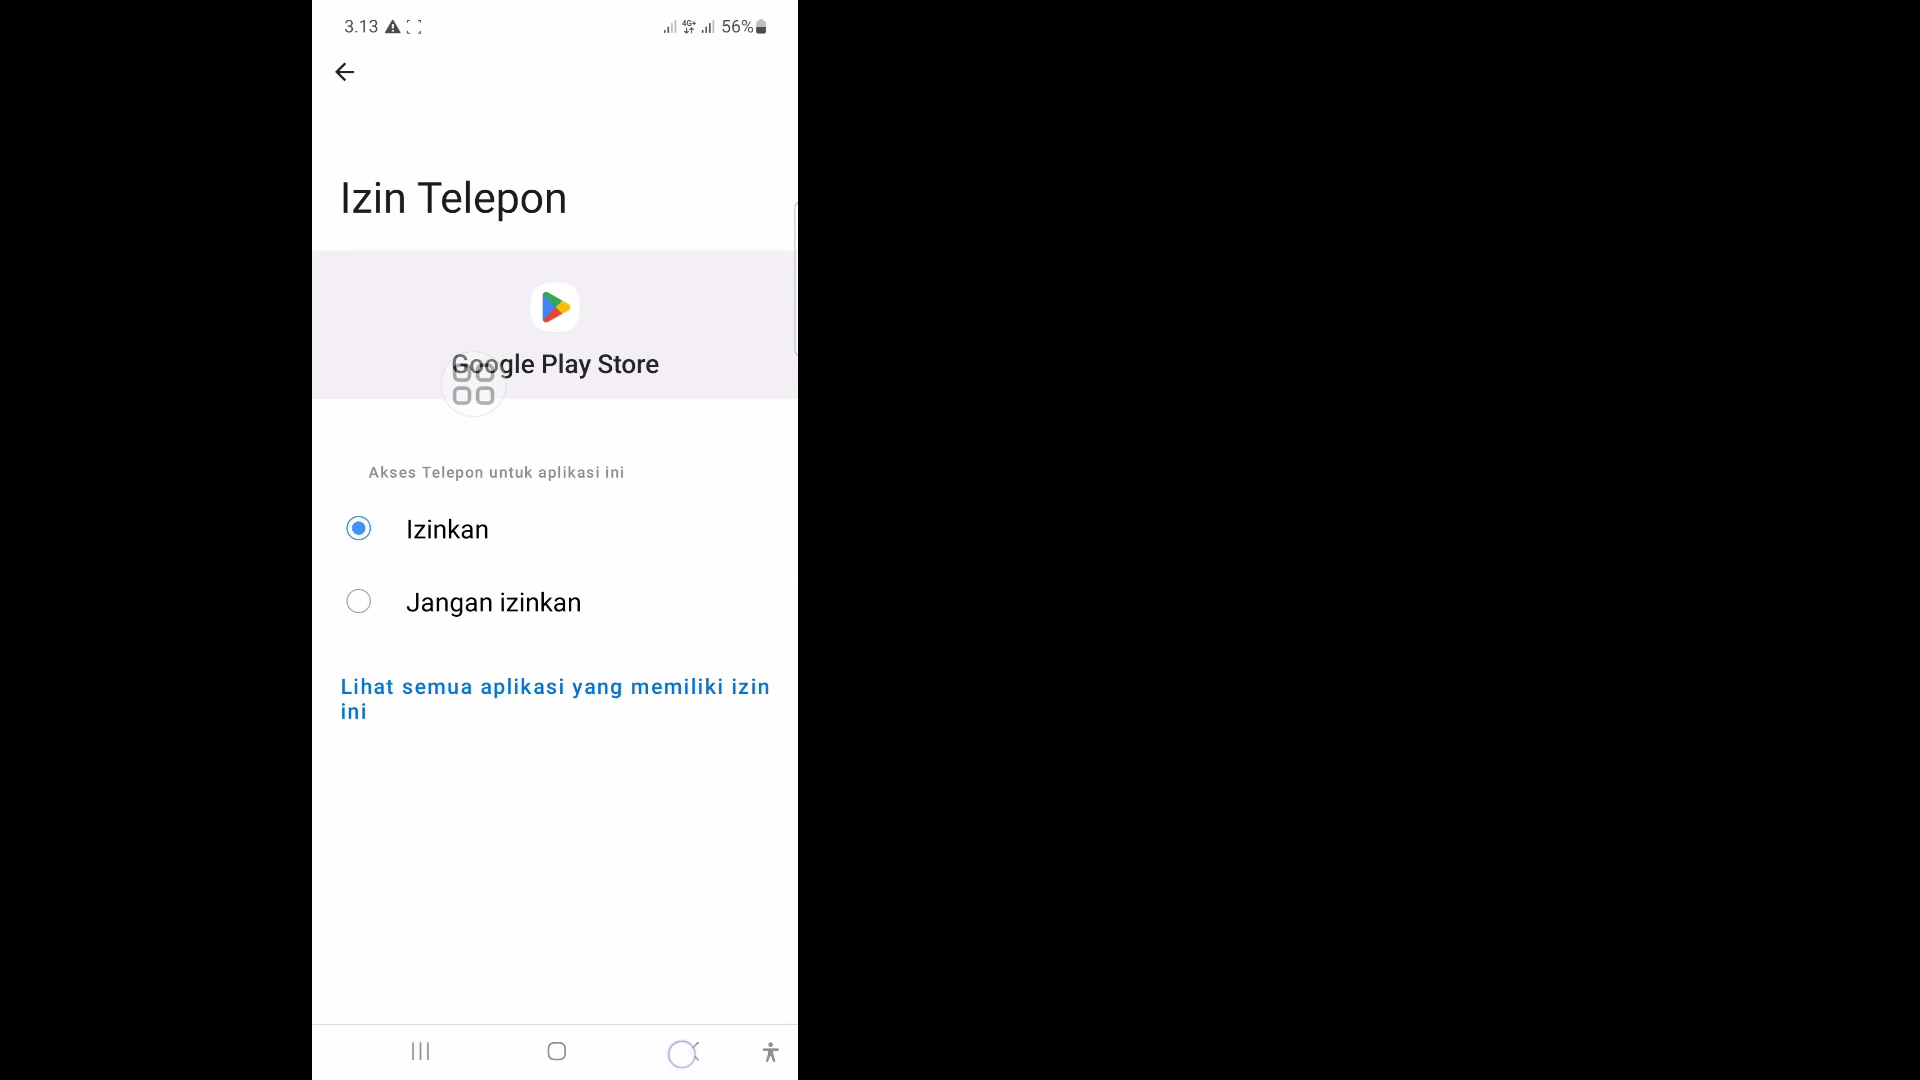 3.13
4G+
56%
Izin Telepon
Google Play Store
Akses Telepon untuk aplikasi ini
Izinkan
Jangan izinkan
Lihat semua aplikasi yang memiliki izin
ini